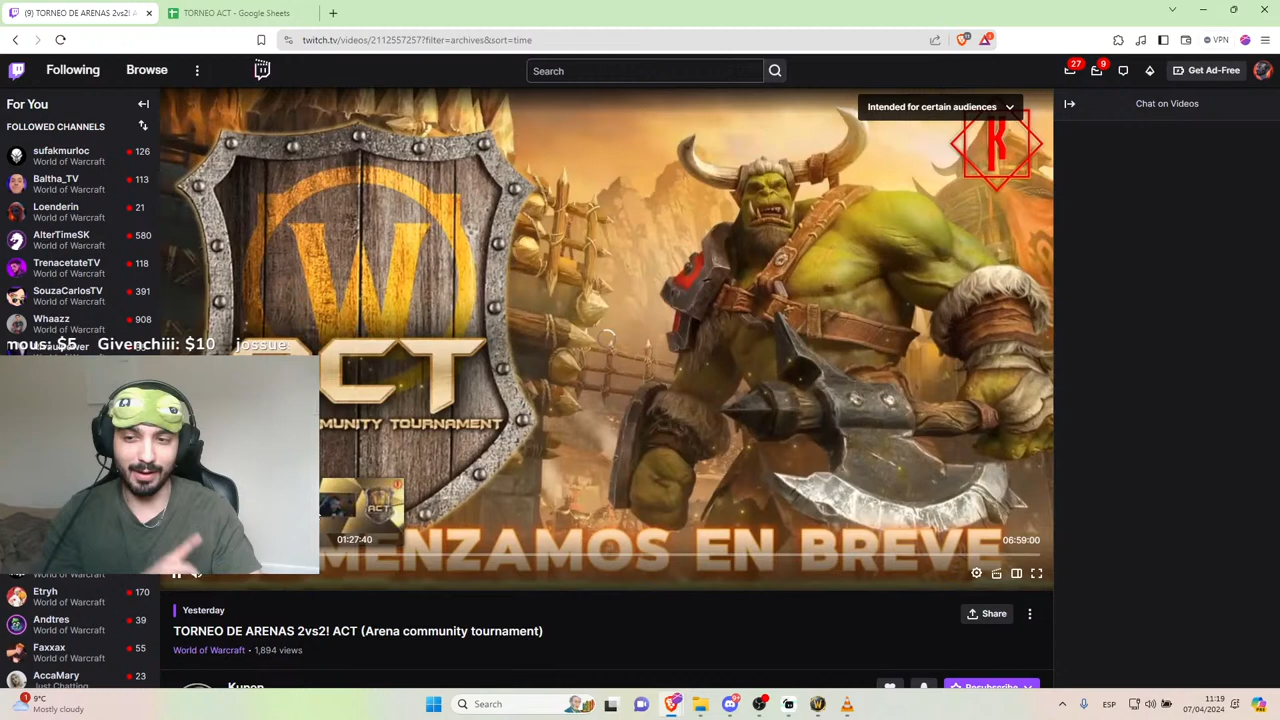 (9) TORNEO DE ARENAS 2vs2! A
TORNEO ACT - Google Sheets
twitch.tv/videos/2112557257?filter=archives&sort=time
VPN
Following
Browse
Search
27
9
Get Ad-Free
For You
FOLLOWED CHANNELS
sufakmurloc
World of Warcraft
126
Baltha_TV
World of Warcraft
113
Loenderin
World of Warcraft
21
AlterTimeSK
World of Warcraft
580
TrenacetateTV
World of Warcraft
118
SouzaCarlosTV
World of Warcraft
391
Whaazz
World of Warcraft
908
$5 Givenchiii: $10 jossue
Intended for certain audiences
K
Chat on Videos
W
ACT
MUNITY TOURNAMENT
ACT
MENZAMOS EN BREVE
01:27:40
06:59:00
World of Warcraft
Etryh
World of Warcraft
170
Andtres
World of Warcraft
39
Faxxax
World of Warcraft
55
AccaMary
Just Chatting
23
Yesterday
Share
TORNEO DE ARENAS 2vs2! ACT (Arena community tournament)
World of Warcraft • 1,894 views
Kunon
Resubscribe
1
9°C
Mostly cloudy
Search
ESP
11:19
07/04/2024